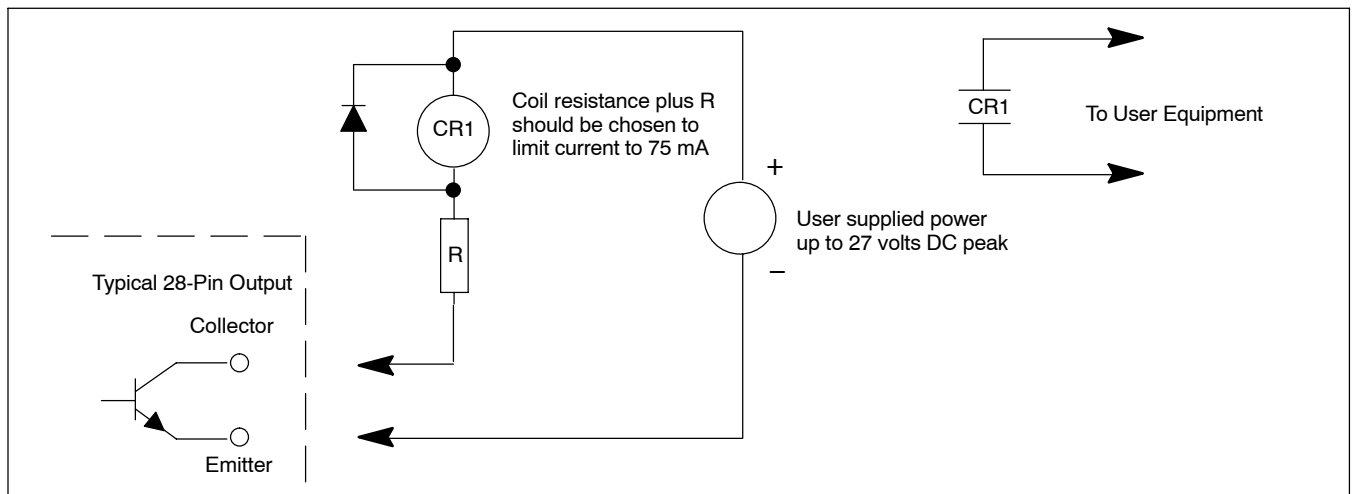 Coil resistance plus R
should be chosen to
limit current to 75 mA
CR1
CR1
To User Equipment
+
User supplied power
up to 27 volts DC peak
−
R
Typical 28-Pin Output
Collector
Emitter